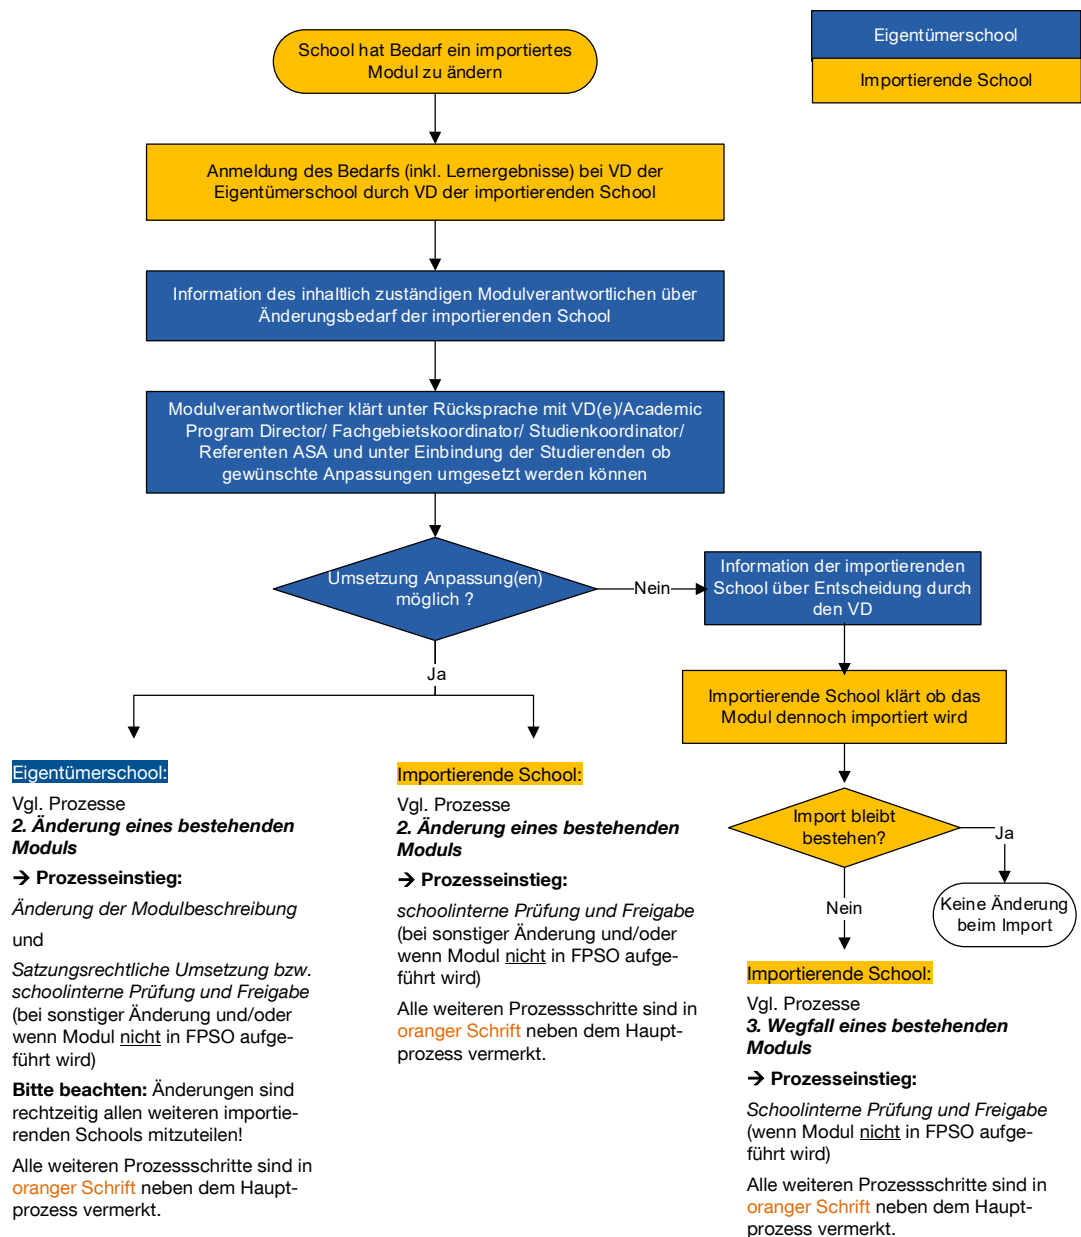 School hat Bedarf ein importiertes
Modul zu ändern
Eigentümerschool
Importierende School
Anmeldung des Bedarfs (inkl. Lernergebnisse) bei VD der
Eigentümerschool durch VD der importierenden School
Information des inhaltlich zuständigen Modulverantwortlichen über
Änderungsbedarf der importierenden School
Modulverantwortlicher klärt unter Rücksprache mit VD(e)/Academic
Program Director/ Fachgebietskoordinator/ Studienkoordinator/
Referenten ASA und unter Einbindung der Studierenden ob
gewünschte Anpassungen umgesetzt werden können
Umsetzung Anpassung(en)
möglich ?
Nein
Information der importierenden
School über Entscheidung durch
den VD
Ja
Importierende School klärt ob das
Modul dennoch importiert wird
Import bleibt
bestehen?
Ja
Keine Änderung
beim Import
Nein
Eigentümerschool:
Vgl. Prozesse
2. Änderung eines bestehenden
Moduls
→ Prozesseinstieg:
Änderung der Modulbeschreibung
und
Satzungsrechtliche Umsetzung bzw.
schoolinterne Prüfung und Freigabe
(bei sonstiger Änderung und/oder
wenn Modul nicht in FPSO aufge-
führt wird)
Bitte beachten: Änderungen sind
rechtzeitig allen weiteren importie-
renden Schools mitzuteilen!
Alle weiteren Prozessschritte sind in
oranger Schrift neben dem Haupt-
prozess vermerkt.
Importierende School:
Vgl. Prozesse
2. Änderung eines bestehenden
Moduls
→ Prozesseinstieg:
schoolinterne Prüfung und Freigabe
(bei sonstiger Änderung und/oder
wenn Modul nicht in FPSO aufge-
führt wird)
Alle weiteren Prozessschritte sind in
oranger Schrift neben dem Haupt-
prozess vermerkt.
Importierende School:
Vgl. Prozesse
3. Wegfall eines bestehenden
Moduls
→ Prozesseinstieg:
Schoolinterne Prüfung und Freigabe
(wenn Modul nicht in FPSO aufge-
führt wird)
Alle weiteren Prozessschritte sind in
oranger Schrift neben dem Haupt-
prozess vermerkt.